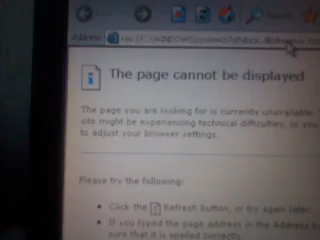 Address
The page cannot be displayed
The page you are looking for is currently unavailable.
site might be experiencing technical difficulties, or you
to adjust your browser settings.
Please try the following:
• Click the Refresh button, or try again later.
• If you typed the page address in the Address b
sure that it is spelled correctly.